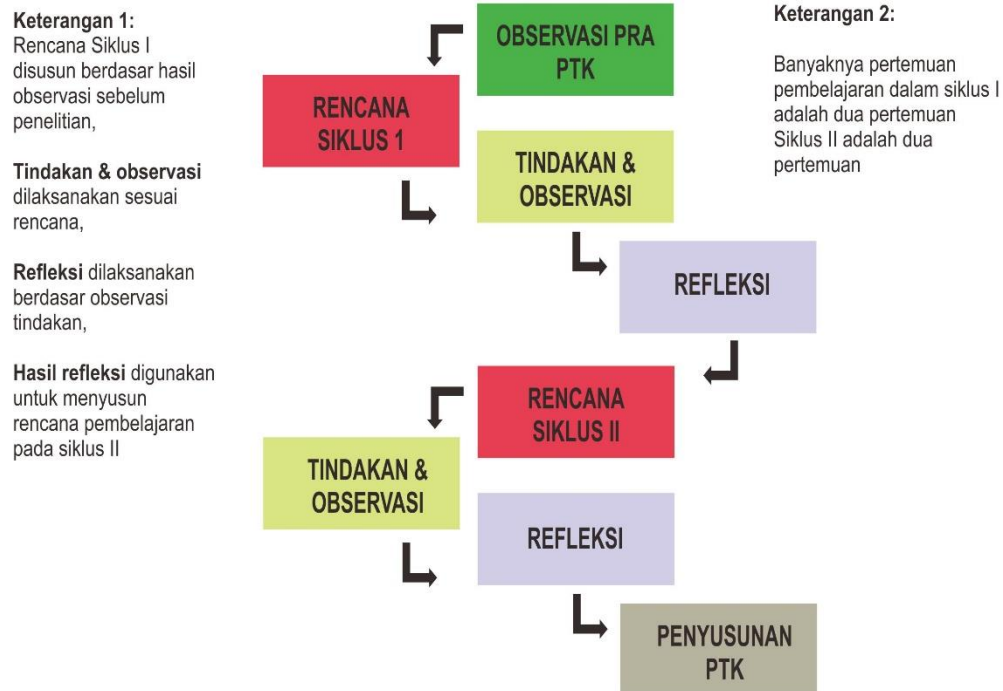 Keterangan 1:
Rencana Siklus I
disusun berdasar hasil
observasi sebelum
penelitian,
Tindakan & observasi
dilaksanakan sesuai
rencana,
Refleksi dilaksanakan
berdasar observasi
tindakan,
Hasil refleksi digunakan
untuk menyusun
rencana pembelajaran
pada siklus II
OBSERVASI PRA
PTK
RENCANA
SIKLUS 1
TINDAKAN &
OBSERVASI
REFLEKSI
RENCANA
SIKLUS II
TINDAKAN &
OBSERVASI
REFLEKSI
PENYUSUNAN
PTK
Keterangan 2:
Banyaknya pertemuan
pembelajaran dalam siklus I
adalah dua pertemuan
Siklus II adalah dua
pertemuan